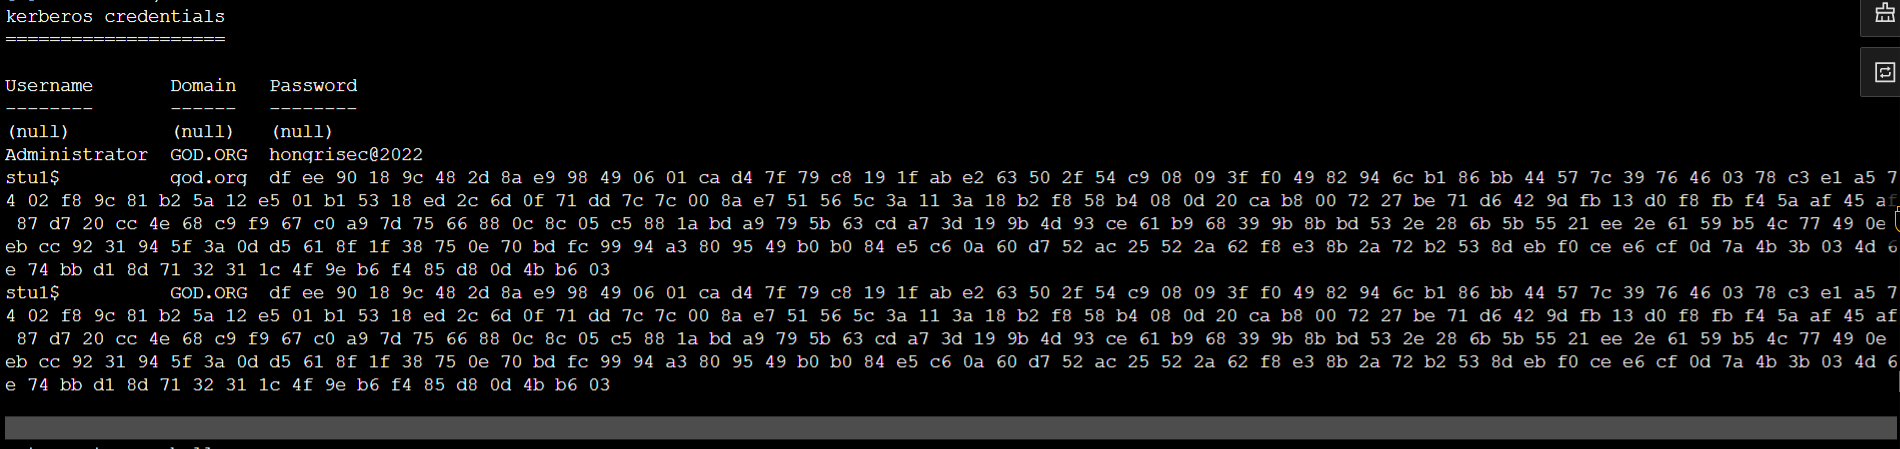 kerberos credentials
====================
Username Domain Password
-------- ------ --------
(null) (null) (null)
Administrator GOD.ORG hongrisec@2022
stu1$ god.org df ee 90 18 9c 48 2d 8a e9 98 49 06 01 ca d4 7f 79 c8 19 1f ab e2 63 50 2f 54 c9 08 09 3f f0 49 82 94 6c b1 86 bb 44 57 7c 39 76 46 03 78 c3 e1 a5 7
4 02 f8 9c 81 b2 5a 12 e5 01 b1 53 18 ed 2c 6d 0f 71 dd 7c 7c 00 8a e7 51 56 5c 3a 11 3a 18 b2 f8 58 b4 08 0d 20 ca b8 00 72 27 be 71 d6 42 9d fb 13 d0 f8 fb f4 5a af 45 af
87 d7 20 cc 4e 68 c9 f9 67 c0 a9 7d 75 66 88 0c 8c 05 c5 88 1a bd a9 79 5b 63 cd a7 3d 19 9b 4d 93 ce 61 b9 68 39 9b 8b bd 53 2e 28 6b 5b 55 21 ee 2e 61 59 b5 4c 77 49 0e
eb cc 92 31 94 5f 3a 0d d5 61 8f 1f 38 75 0e 70 bd fc 99 94 a3 80 95 49 b0 b0 84 e5 c6 0a 60 d7 52 ac 25 52 2a 62 f8 e3 8b 2a 72 b2 53 8d eb f0 ce e6 cf 0d 7a 4b 3b 03 4d 6
e 74 bb d1 8d 71 32 31 1c 4f 9e b6 f4 85 d8 0d 4b b6 03
stu1$ GOD.ORG df ee 90 18 9c 48 2d 8a e9 98 49 06 01 ca d4 7f 79 c8 19 1f ab e2 63 50 2f 54 c9 08 09 3f f0 49 82 94 6c b1 86 bb 44 57 7c 39 76 46 03 78 c3 e1 a5 7
4 02 f8 9c 81 b2 5a 12 e5 01 b1 53 18 ed 2c 6d 0f 71 dd 7c 7c 00 8a e7 51 56 5c 3a 11 3a 18 b2 f8 58 b4 08 0d 20 ca b8 00 72 27 be 71 d6 42 9d fb 13 d0 f8 fb f4 5a af 45 af
87 d7 20 cc 4e 68 c9 f9 67 c0 a9 7d 75 66 88 0c 8c 05 c5 88 1a bd a9 79 5b 63 cd a7 3d 19 9b 4d 93 ce 61 b9 68 39 9b 8b bd 53 2e 28 6b 5b 55 21 ee 2e 61 59 b5 4c 77 49 0e
eb cc 92 31 94 5f 3a 0d d5 61 8f 1f 38 75 0e 70 bd fc 99 94 a3 80 95 49 b0 b0 84 e5 c6 0a 60 d7 52 ac 25 52 2a 62 f8 e3 8b 2a 72 b2 53 8d eb f0 ce e6 cf 0d 7a 4b 3b 03 4d 6
e 74 bb d1 8d 71 32 31 1c 4f 9e b6 f4 85 d8 0d 4b b6 03